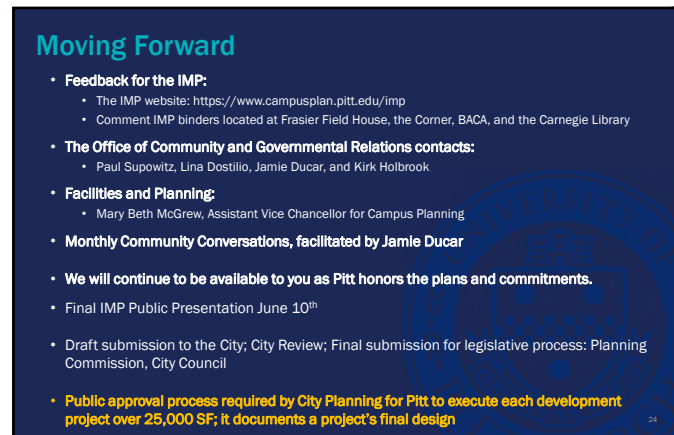 Moving Forward
• Feedback for the IMP:
• The IMP website: https://www.campusplan.pitt.edu/imp
• Comment IMP binders located at Frasier Field House, the Corner, BACA, and the Carnegie Library
• The Office of Community and Governmental Relations contacts:
• Paul Supowitz, Lina Dostilio, Jamie Ducar, and Kirk Holbrook
• Facilities and Planning:
• Mary Beth McGrew, Assistant Vice Chancellor for Campus Planning
• Monthly Community Conversations, facilitated by Jamie Ducar
• We will continue to be available to you as Pitt honors the plans and commitments.
• Final IMP Public Presentation June 10th
• Draft submission to the City; City Review; Final submission for legislative process: Planning
Commission, City Council
• Public approval process required by City Planning for Pitt to execute each development
project over 25,000 SF; it documents a project's final design
24
UNIVERSITY OF